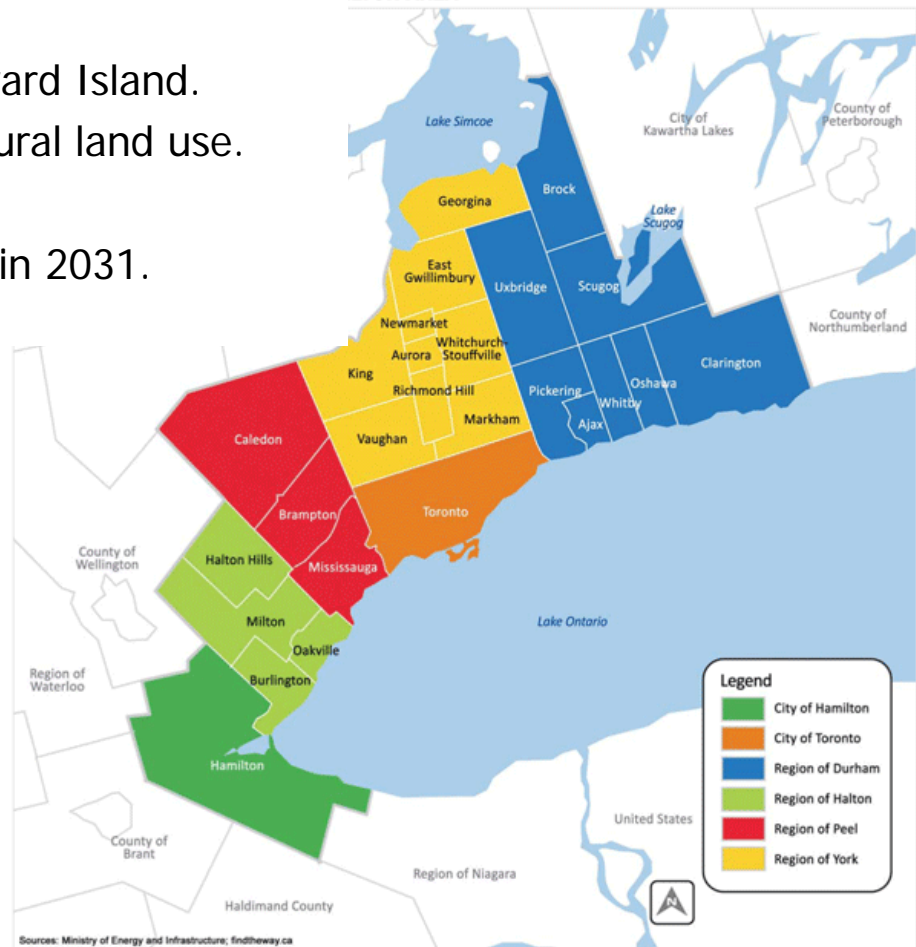 ard Island.
ural land use.
in 2031.
Lake Simcoe
City of
Kawartha Lakes
County of
Peterborough
Brock
Georgina
Lake
Scugog
East
Gwillimbury
Uxbridge
Scugog
County of
Northumberland
Newmarket
Whitchurch-
Stouffville
Aurora
King
Richmond Hill
Pickering
Oshawa
Clarington
Whitby
Ajax
Markham
Vaughan
Caledon
Toronto
Brampton
Mississauga
County of
Wellington
Halton Hills
Milton
Lake Ontario
Oakville
Region of
Waterloo
Burlington
Hamilton
Legend
City of Hamilton
City of Toronto
Region of Durham
Region of Halton
Region of Peel
Region of York
United States
County of
Brant
Region of Niagara
Haldimand County
N
Sources: Ministry of Energy and Infrastructure; findtheway.ca